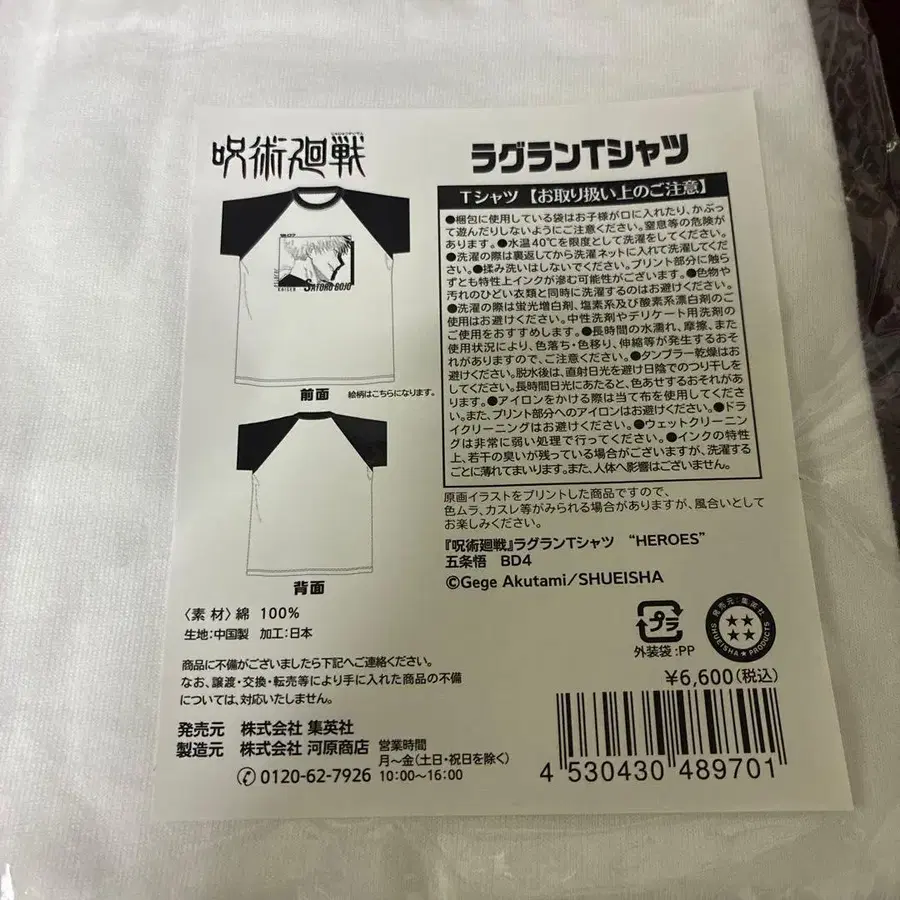 呪術廻戦
ラグランTシャツ
Tシャツ【お取り扱い上のご注意】
●梱包に使用している袋はお子様が口に入れたり、かぶっ
て遊んだりしないようにご注意ください。窒息等の危険が
あります。●水温40℃を限度として洗濯をしてください。
●洗濯の際は裏返してから洗濯ネットに入れて洗濯してくだ
さい。●揉み洗いはしないでください。プリント部分に触ら
ずとも特性上インクが滲む可能性がございます。●色物や
汚れのひどい衣類と同時に洗濯するのはお避けください。
●洗濯の際は蛍光増白剤、塩素系及び酸素系漂白剤のご
使用はお避けください。中性洗剤やデリケート用洗剤の
ご使用をおすすめします。●長時間の水濡れ、摩擦、また
使用状況により、色落ち・色移り、伸縮等が発生するおそ
れがありますので、ご注意ください。●タンブラー乾燥はお
避けください。脱水後は、直射日光を避け日陰でのつり干しを
してください。長時間日光にあたると、色あせするおそれがあ
ります。●アイロンをかける際は当て布を使用してくださ
い。また、プリント部分へのアイロンはお避けください。●ドラ
イクリーニングはお避けください。●ウェットクリーニン
グは非常に弱い処理で行ってください。●インクの特性
上、若干の臭いが残っている場合がございますが、洗濯する
ごとに薄れてまいります。また、人体へ影響はございません。
SATORU GOJO
KAISEN
前面 絵柄はこちらになります。
背面
原画イラストをプリントした商品ですので、
色ムラ、カスレ等がみられる場合がありますが、風合いとして
お楽しみください。
『呪術廻戦』ラグランTシャツ “HEROES”
五条悟 BD4
©Gege Akutami/SHUEISHA
〈素 材〉綿 100%
生地:中国製 加工:日本
商品に不備がございましたら下記へご連絡ください。
なお、譲渡・交換・転売等により手に入れた商品の不備
については、対応いたしません。
発売元 株式会社 集英社
製造元 株式会社 河原商店
営業時間
月〜金(土日・祝日を除く)
0120-62-7926 10:00〜16:00
プラ
外装袋:PP
発売元:集英社
SHUEISHA★PRODUCTS
¥6,600(税込)
4 530430 489701